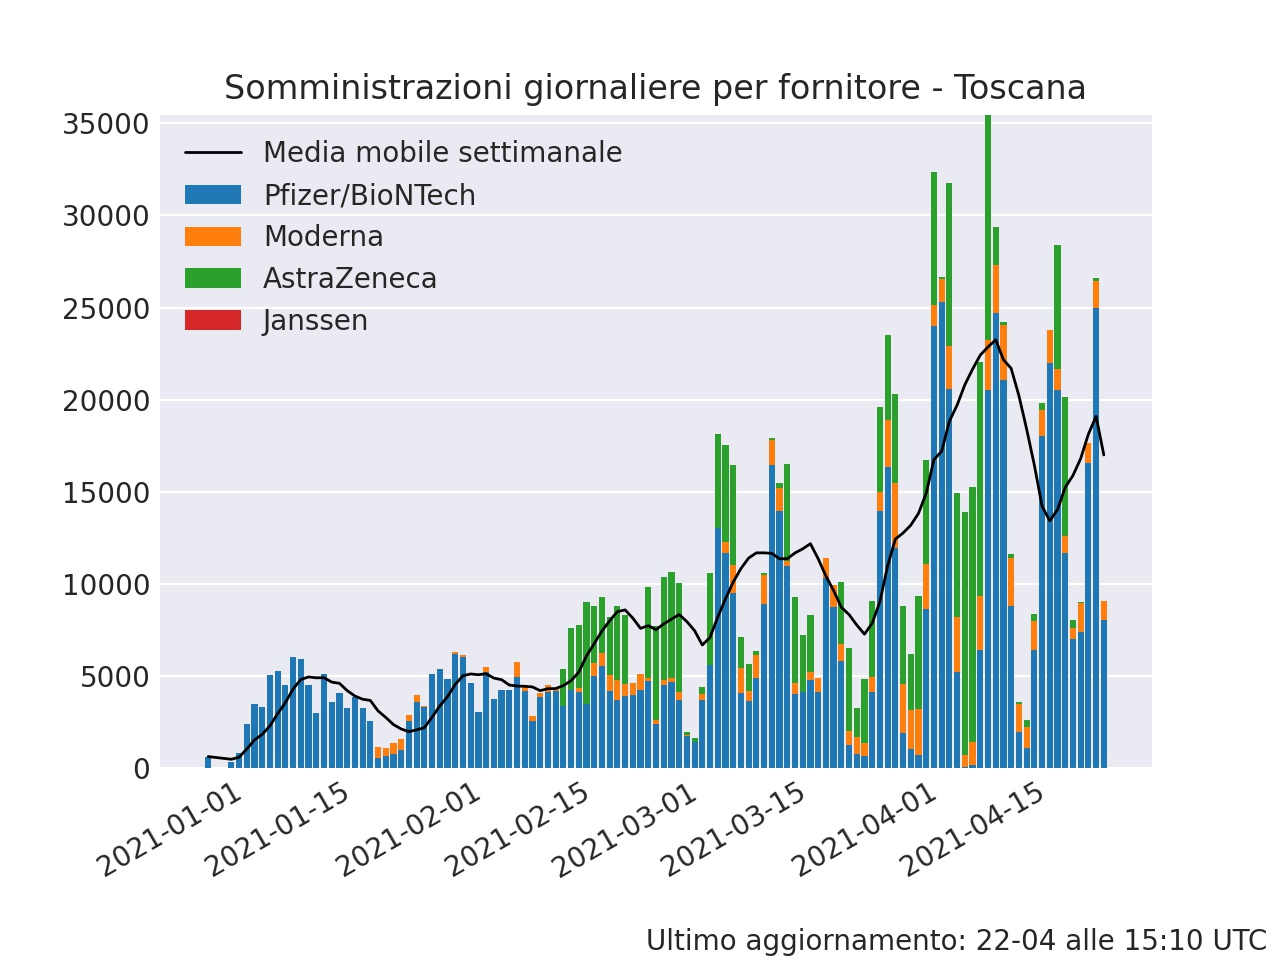 Somministrazioni giornaliere per fornitore - Toscana
35000
30000
25000
20000
15000
10000
5000
0
Media mobile settimanale
Pfizer/BioNTech
Moderna
AstraZeneca
Janssen
2021-01-01
2021-01-15
2021-02-01
2021-02-15
2021-03-01
2021-03-15
2021-04-01
2021-04-15
Ultimo aggiornamento: 22-04 alle 15:10 UTC